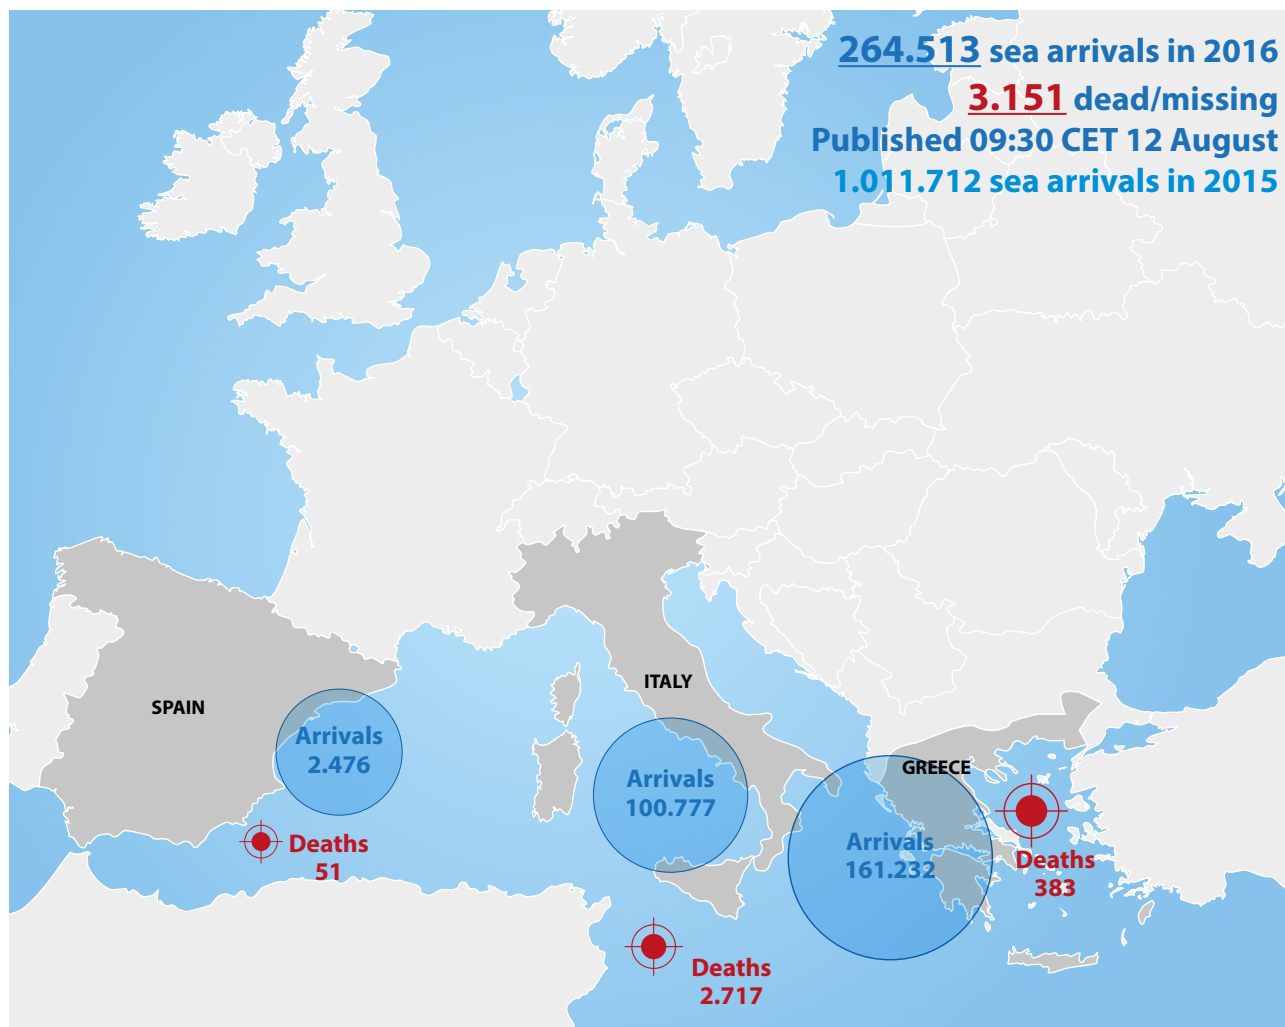 264.513 sea arrivals in 2016
3.151 dead/missing
Published 09:30 CET 12 August
1.011.712 sea arrivals in 2015
SPAIN
Arrivals
2.476
Deaths
51
ITALY
Arrivals
100.777
Deaths
2.717
GREECE
Arrivals
161.232
Deaths
383